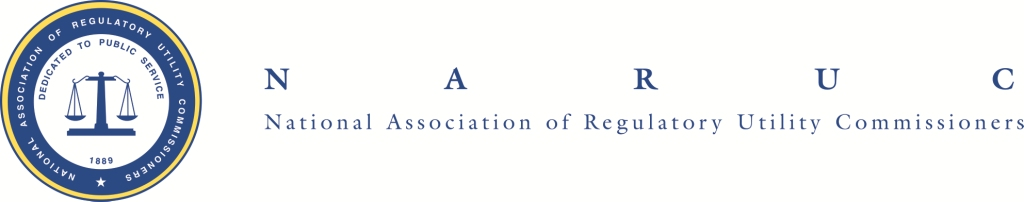 NATIONAL ASSOCIATION OF REGULATORY UTILITY COMMISSIONERS
DEDICATED TO PUBLIC SERVICE
1889
N A R U C
National Association of Regulatory Utility Commissioners